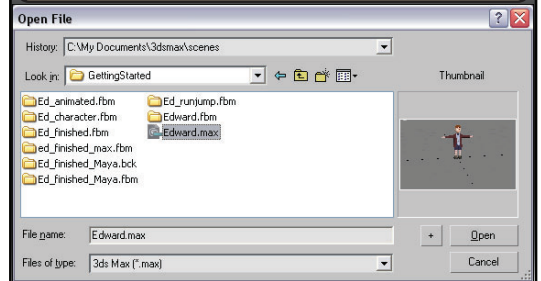 Open File
History: C:\My Documents\3dsmax\scenes
Look in: GettingStarted
Thumbnail
Ed_animated.fbm Ed_runjump.fbm
Ed_character.fbm Edward.fbm
Ed_finished.fbm Edward.max
ed_finished_max.fbm
Ed_finished_Maya.bck
Ed_finished_Maya.fbm
File name: Edward.max + Open
Files of type: 3ds Max (*.max) Cancel